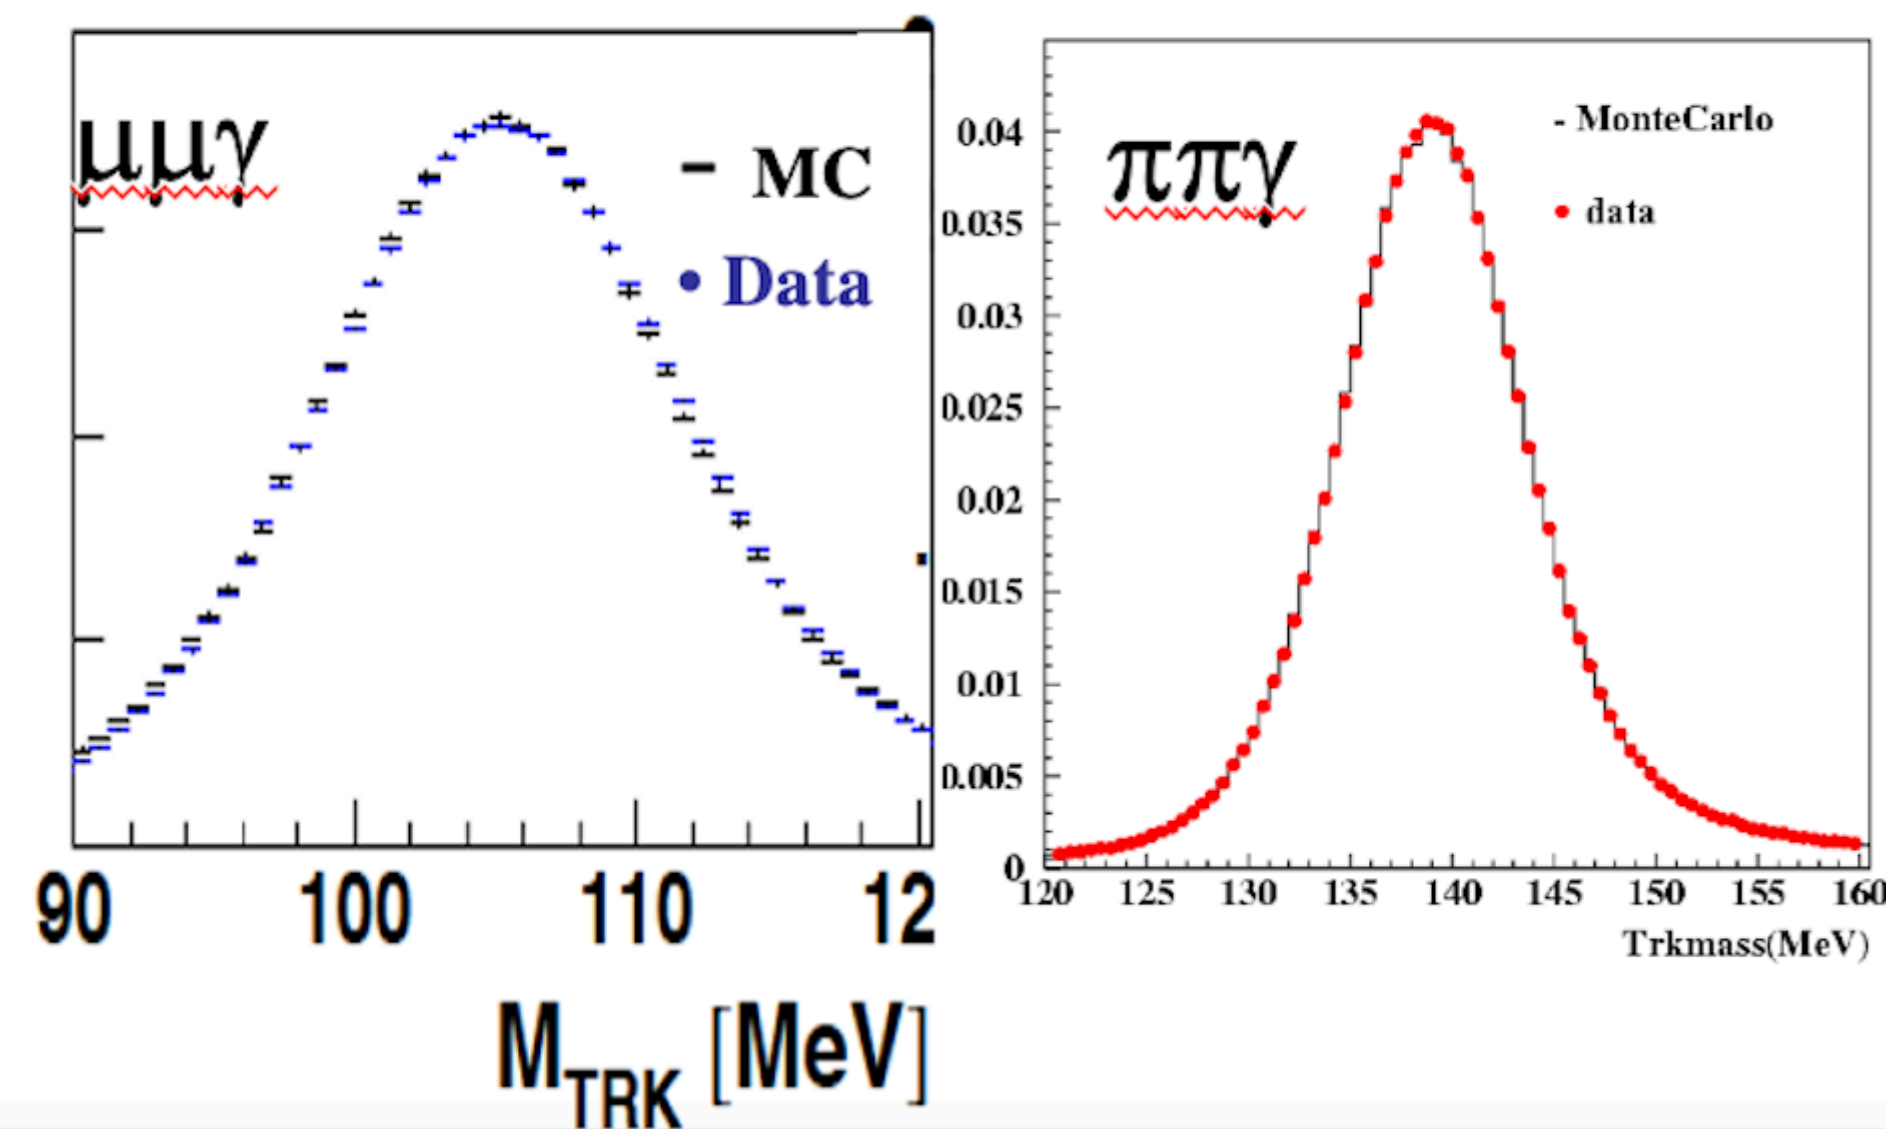 μμγ
– MC
• Data
90 100 110 12
M_TRK [MeV]
ππγ
- MonteCarlo
• data
0.04
0.035
0.03
0.025
0.02
0.015
0.01
0.005
0
120 125 130 135 140 145 150 155 160
Trkmass(MeV)